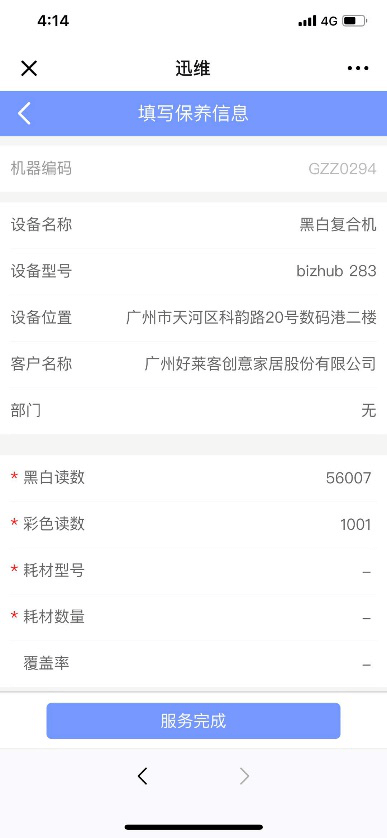 4:14
4G
迅维
填写保养信息
机器编码 GZZ0294
设备名称 黑白复合机
设备型号 bizhub 283
设备位置 广州市天河区科韵路20号数码港二楼
客户名称 广州好莱客创意家居股份有限公司
部门 无
* 黑白读数 56007
* 彩色读数 1001
* 耗材型号 –
* 耗材数量 –
覆盖率 –
服务完成